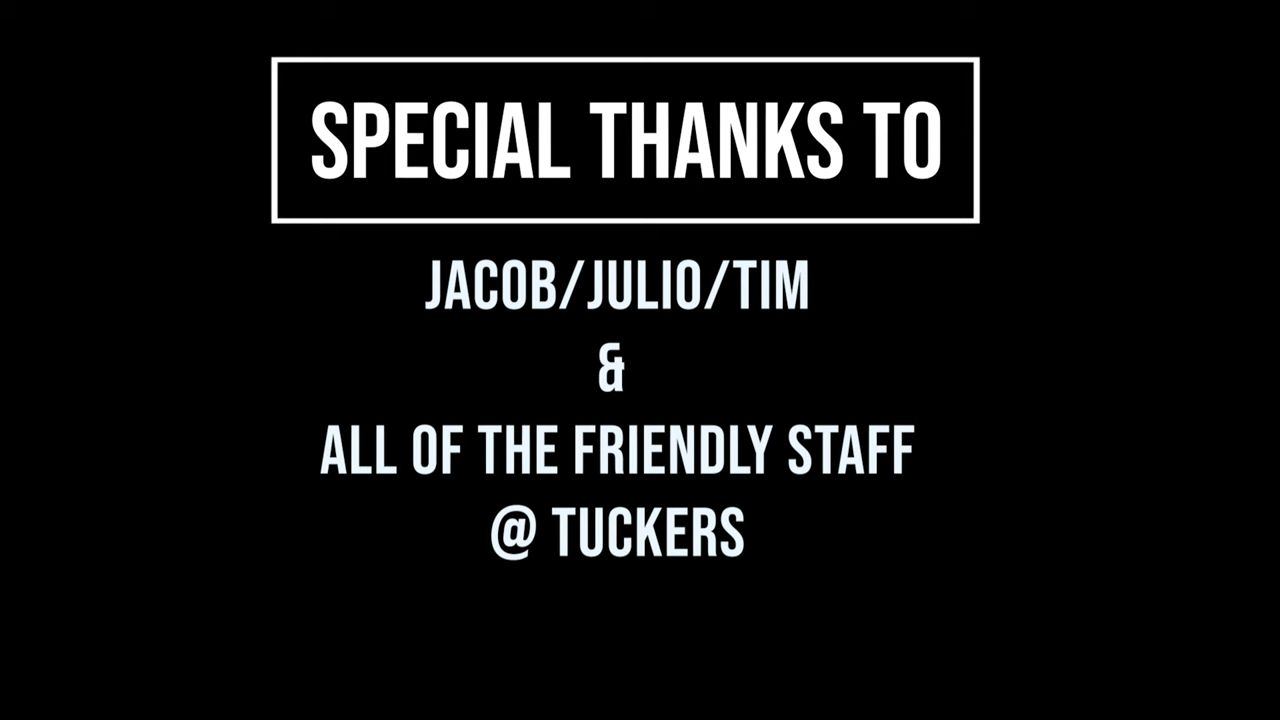 SPECIAL THANKS TO
JACOB/JULIO/TIM
&
ALL OF THE FRIENDLY STAFF
@ TUCKERS